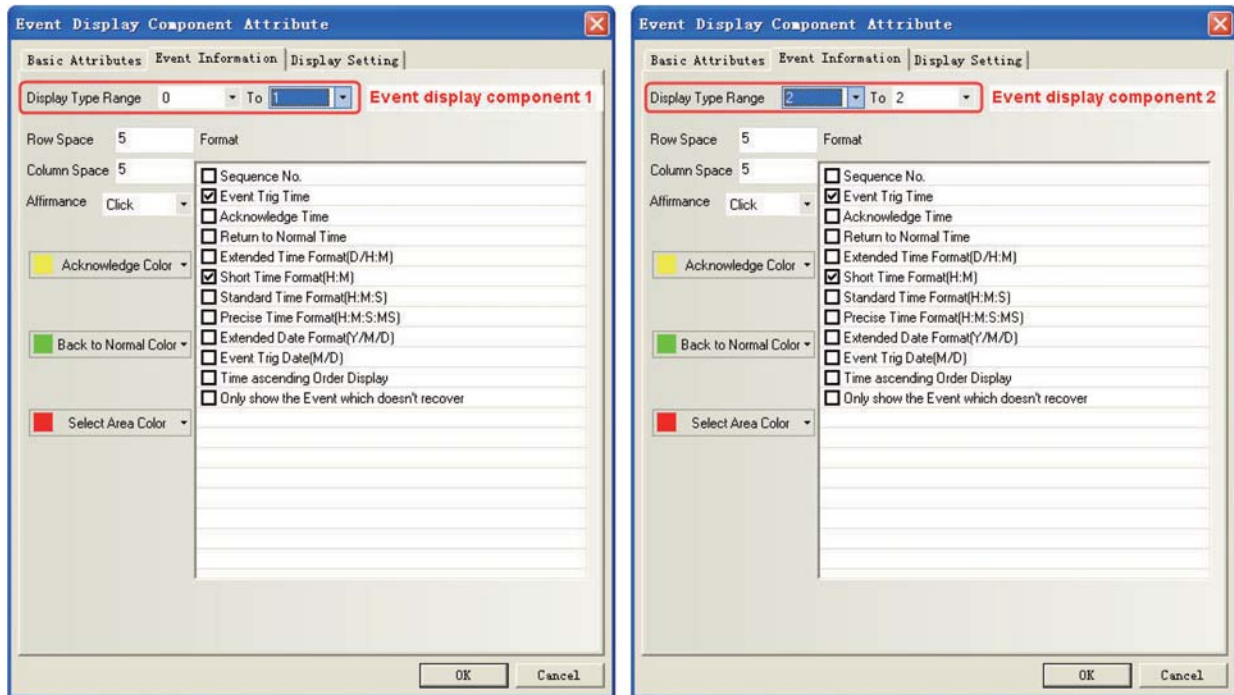 Event Display Component Attribute
Basic Attributes Event Information Display Setting
Display Type Range 0 To 1 Event display component 1
Row Space 5 Format
Column Space 5
Affirmance Click
Sequence No.
Event Trig Time
Acknowledge Time
Return to Normal Time
Extended Time Format(D/H:M)
Short Time Format(H:M)
Standard Time Format(H:M:S)
Precise Time Format(H:M:S:MS)
Extended Date Format(Y/M/D)
Event Trig Date(M/D)
Time ascending Order Display
Only show the Event which doesn't recover
Acknowledge Color
Back to Normal Color
Select Area Color
OK Cancel
Event Display Component Attribute
Basic Attributes Event Information Display Setting
Display Type Range 2 To 2 Event display component 2
Row Space 5 Format
Column Space 5
Affirmance Click
Sequence No.
Event Trig Time
Acknowledge Time
Return to Normal Time
Extended Time Format(D/H:M)
Short Time Format(H:M)
Standard Time Format(H:M:S)
Precise Time Format(H:M:S:MS)
Extended Date Format(Y/M/D)
Event Trig Date(M/D)
Time ascending Order Display
Only show the Event which doesn't recover
Acknowledge Color
Back to Normal Color
Select Area Color
OK Cancel